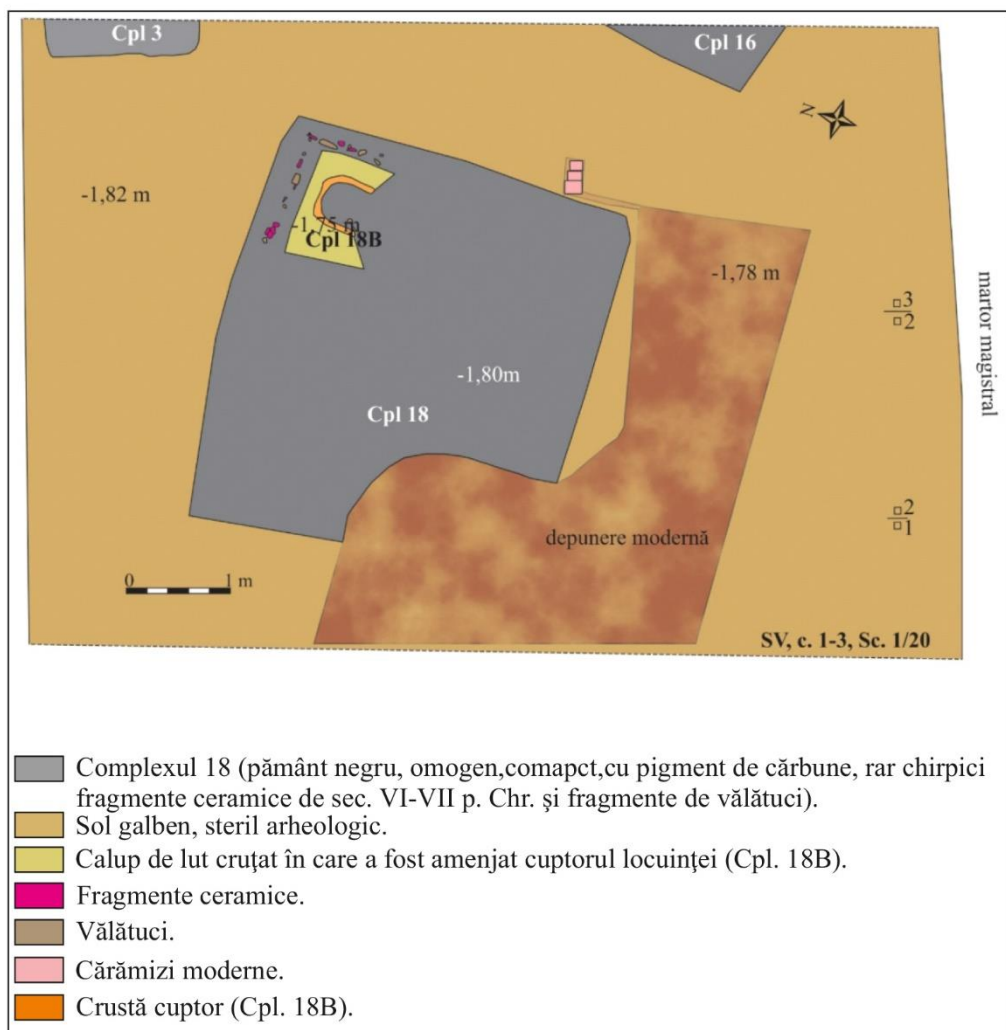 Cpl 3
Cpl 16
N
-1,82 m
-1,75 m
Cpl 18B
-1,78 m
3
2
martor magistral
-1,80m
Cpl 18
2
1
depunere modernă
0 1 m
SV, c. 1-3, Sc. 1/20
Complexul 18 (pământ negru, omogen,comapct,cu pigment de cărbune, rar chirpici
fragmente ceramice de sec. VI-VII p. Chr. şi fragmente de vălătuci).
Sol galben, steril arheologic.
Calup de lut cruţat în care a fost amenjat cuptorul locuinţei (Cpl. 18B).
Fragmente ceramice.
Vălătuci.
Cărămizi moderne.
Crustă cuptor (Cpl. 18B).